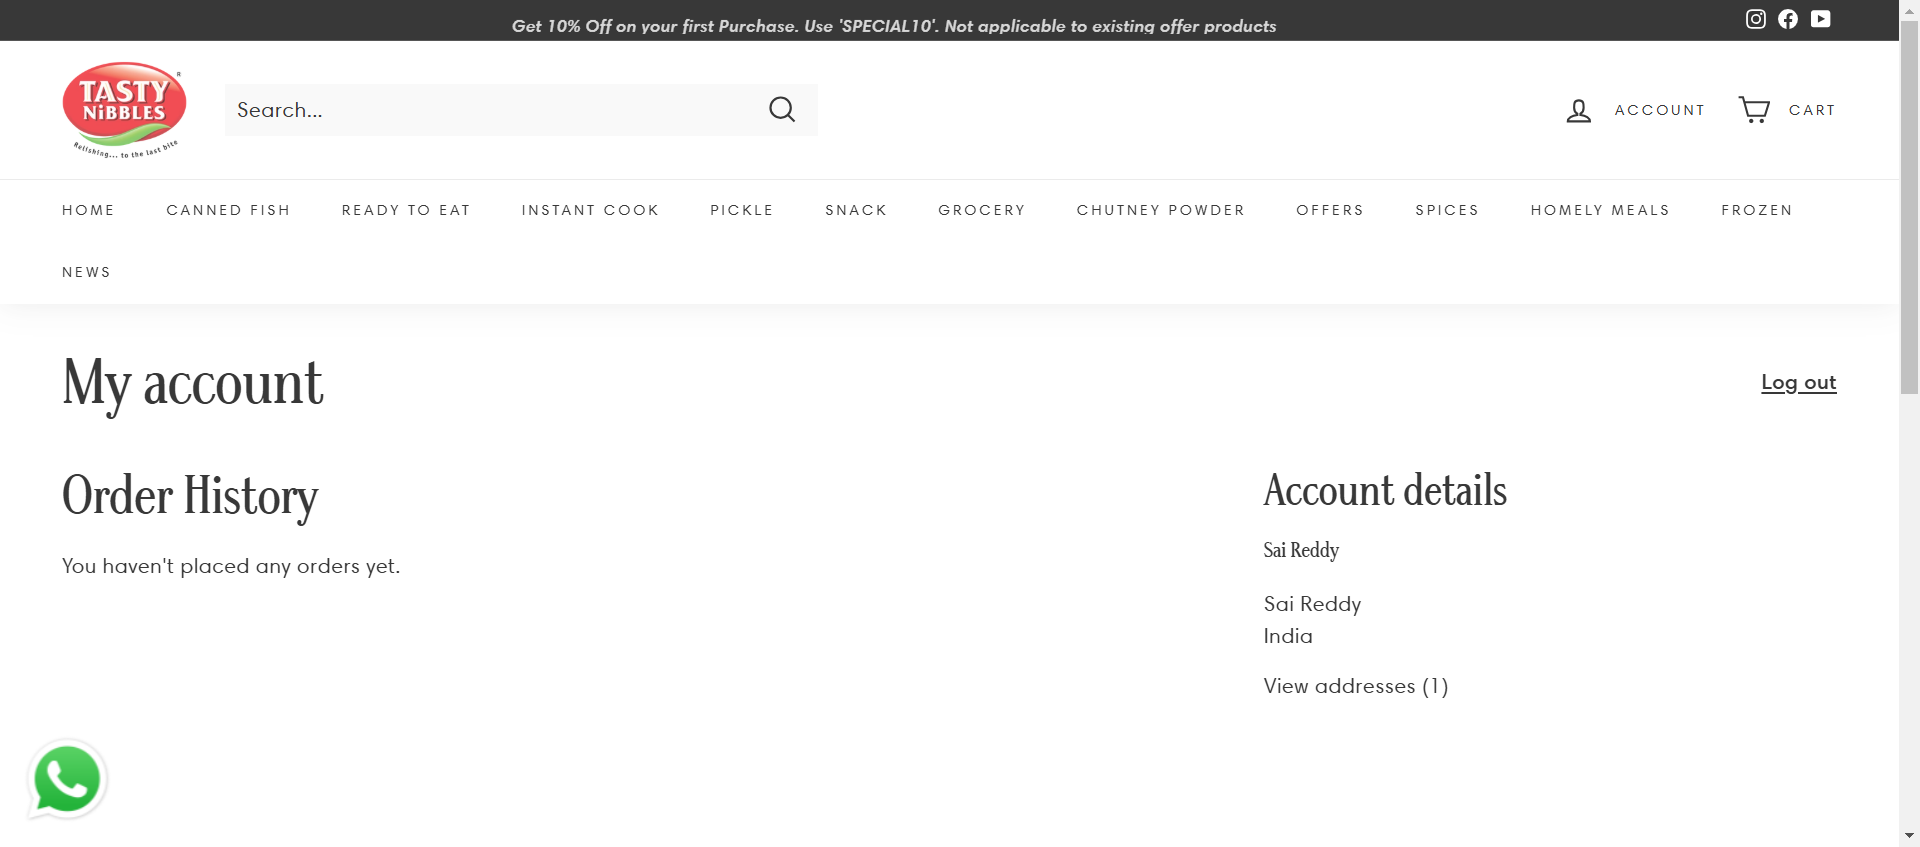 Get 10% Off on your first Purchase. Use 'SPECIAL10'. Not applicable to existing offer products
TASTY
NiBBLES
®
Relishing... to the last bite
Search...
ACCOUNT
CART
HOME
CANNED FISH
READY TO EAT
INSTANT COOK
PICKLE
SNACK
GROCERY
CHUTNEY POWDER
OFFERS
SPICES
HOMELY MEALS
FROZEN
NEWS
My account
Log out
Order History
You haven't placed any orders yet.
Account details
Sai Reddy
Sai Reddy
India
View addresses (1)